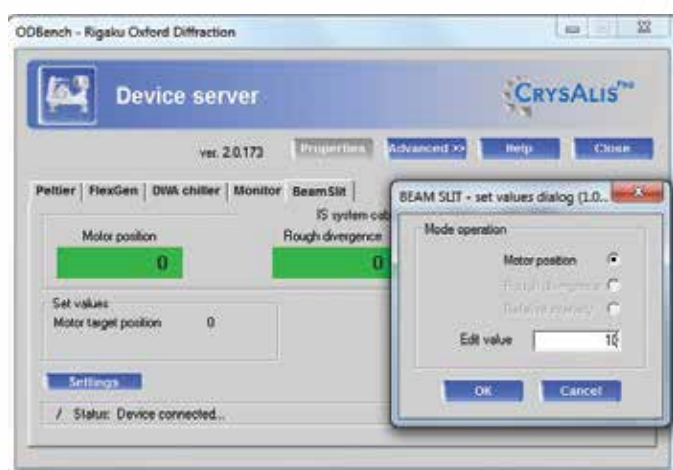 ODBench - Rigaku Oxford Diffraction
Device server
CRYSALIS Pro
ver. 2.0.173
Properties Advanced >> Help Close
Peltier FlexGen DWA chiller Monitor BeamSlit
IS system cab
Motor position Rough divergence
0 0
Set values
Motor target position 0
Settings
/ Status: Device connected...
BEAM SLIT - set values dialog (1.0...
Mode operation
Motor position
Rough divergence
Edit value 10
OK Cancel